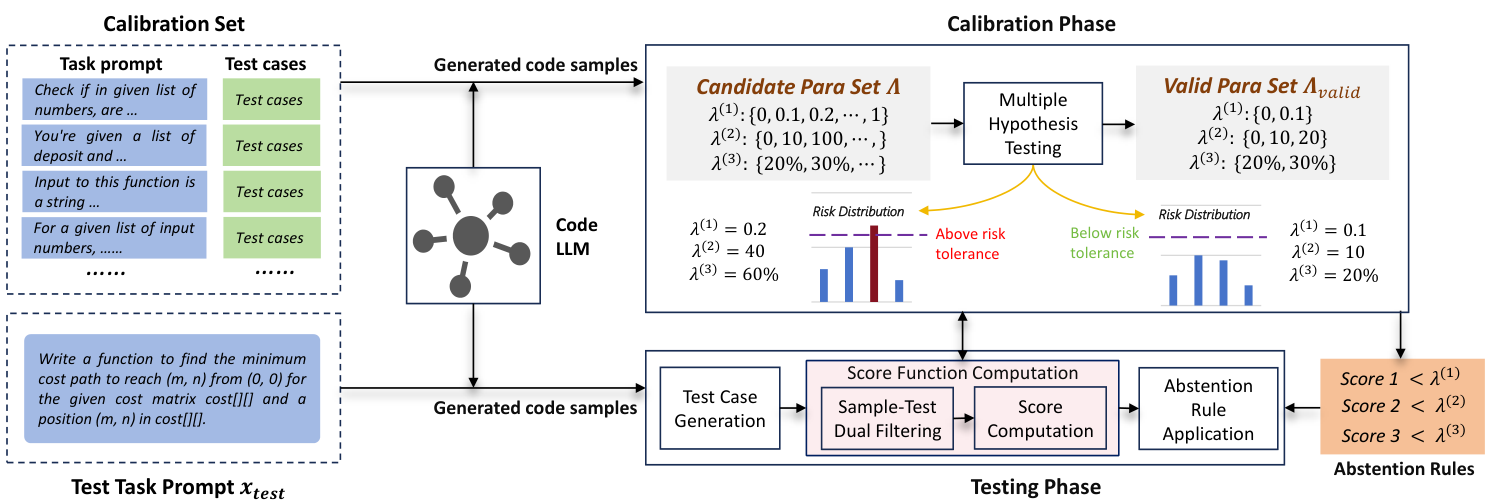 Calibration Set
Task prompt
Test cases
Check if in given list of
numbers, are ...
Test cases
You're given a list of
deposit and ...
Test cases
Input to this function is
a string ...
Test cases
For a given list of input
numbers, ......
Test cases
......
......
Write a function to find the minimum
cost path to reach (m, n) from (0, 0) for
the given cost matrix cost[][] and a
position (m, n) in cost[][].
Test Task Prompt x_test
Generated code samples
Code
LLM
Generated code samples
Calibration Phase
Candidate Para Set Λ
λ⁽¹⁾: {0, 0.1, 0.2, ⋯, 1}
λ⁽²⁾: {0, 10, 100, ⋯, }
λ⁽³⁾: {20%, 30%, ⋯ }
Multiple
Hypothesis
Testing
Valid Para Set Λ_valid
λ⁽¹⁾: {0, 0.1}
λ⁽²⁾: {0, 10, 20}
λ⁽³⁾: {20%, 30%}
λ⁽¹⁾ = 0.2
λ⁽²⁾ = 40
λ⁽³⁾ = 60%
Risk Distribution
Above risk
tolerance
Below risk
tolerance
Risk Distribution
λ⁽¹⁾ = 0.1
λ⁽²⁾ = 10
λ⁽³⁾ = 20%
Test Case
Generation
Score Function Computation
Sample-Test
Dual Filtering
Score
Computation
Abstention
Rule
Application
Testing Phase
Score 1 < λ⁽¹⁾
Score 2 < λ⁽²⁾
Score 3 < λ⁽³⁾
Abstention Rules